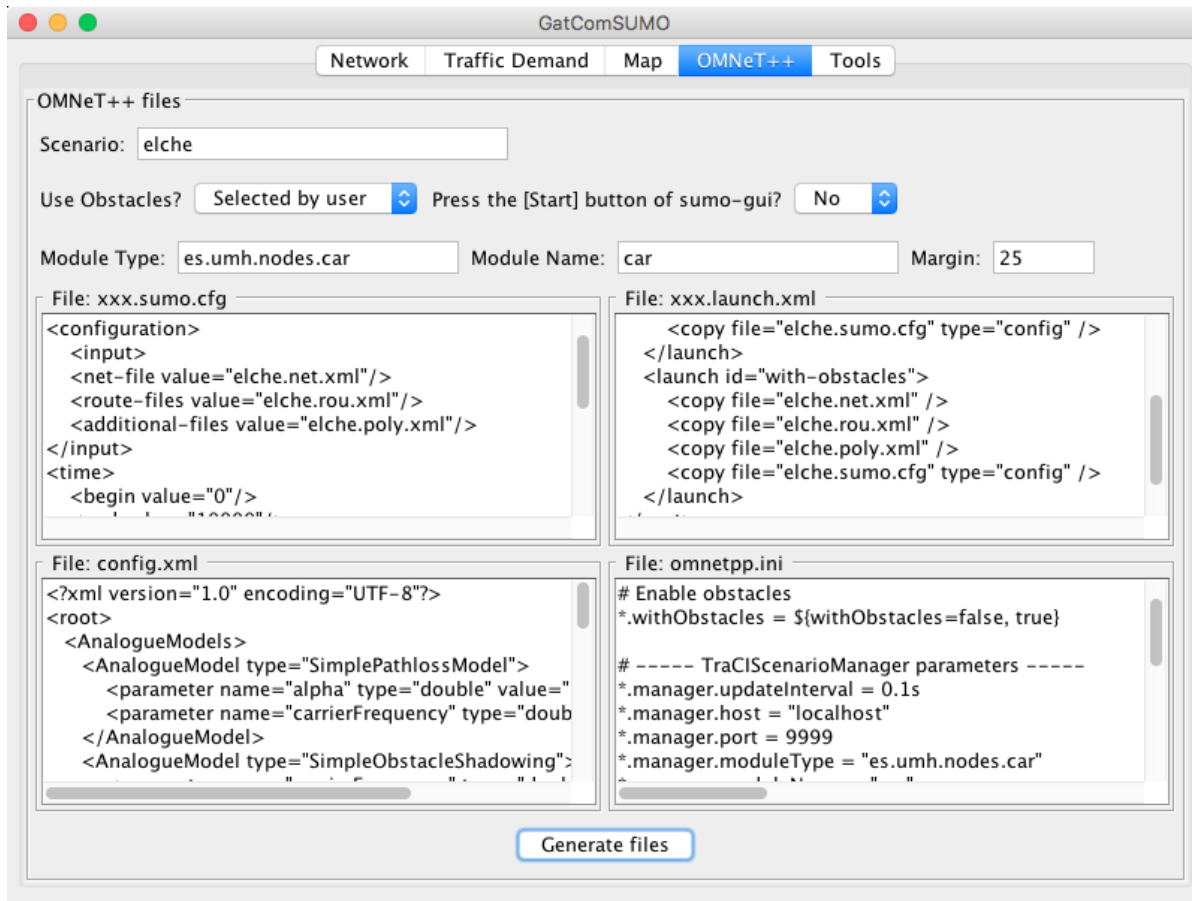 GatComSUMO
Network Traffic Demand Map OMNeT++ Tools
OMNeT++ files
Scenario: elche
Use Obstacles? Selected by user Press the [Start] button of sumo-gui? No
Module Type: es.umh.nodes.car Module Name: car Margin: 25
File: xxx.sumo.cfg
<configuration>
<input>
<net-file value="elche.net.xml"/>
<route-files value="elche.rou.xml"/>
<additional-files value="elche.poly.xml"/>
</input>
<time>
<begin value="0"/>
File: xxx.launch.xml
<copy file="elche.sumo.cfg" type="config" />
</launch>
<launch id="with-obstacles">
<copy file="elche.net.xml" />
<copy file="elche.rou.xml" />
<copy file="elche.poly.xml" />
<copy file="elche.sumo.cfg" type="config" />
</launch>
File: config.xml
<?xml version="1.0" encoding="UTF-8"?>
<root>
<AnalogueModels>
<AnalogueModel type="SimplePathlossModel">
<parameter name="alpha" type="double" value="
<parameter name="carrierFrequency" type="doub
</AnalogueModel>
<AnalogueModel type="SimpleObstacleShadowing">
File: omnetpp.ini
# Enable obstacles
*.withObstacles = ${withObstacles=false, true}
# ----- TraCIScenarioManager parameters -----
*.manager.updateInterval = 0.1s
*.manager.host = "localhost"
*.manager.port = 9999
*.manager.moduleType = "es.umh.nodes.car"
Generate files